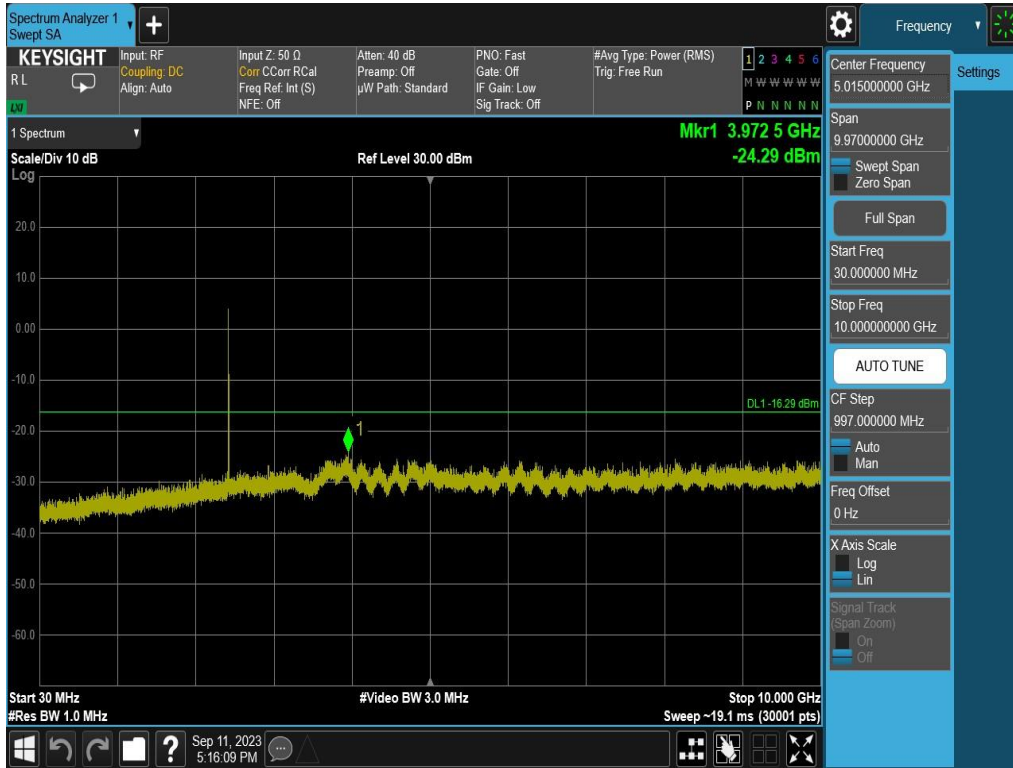 Spectrum Analyzer 1
Swept SA
+
Frequency
KEYSIGHT
RL
LXI
Input: RF
Coupling: DC
Align: Auto
Input Z: 50 Ω
Corr CCorr RCal
Freq Ref: Int (S)
NFE: Off
Atten: 40 dB
Preamp: Off
µW Path: Standard
PNO: Fast
Gate: Off
IF Gain: Low
Sig Track: Off
#Avg Type: Power (RMS)
Trig: Free Run
1 2 3 4 5 6
M W W W W W
P N N N N N
1 Spectrum
Scale/Div 10 dB
Log
Ref Level 30.00 dBm
Mkr1 3.972 5 GHz
-24.29 dBm
20.0
10.0
0.00
-10.0
-20.0
-30.0
-40.0
-50.0
-60.0
DL1 -16.29 dBm
1
Start 30 MHz
#Res BW 1.0 MHz
#Video BW 3.0 MHz
Stop 10.000 GHz
Sweep ~19.1 ms (30001 pts)
Center Frequency
5.015000000 GHz
Settings
Span
9.97000000 GHz
Swept Span
Zero Span
Full Span
Start Freq
30.000000 MHz
Stop Freq
10.000000000 GHz
AUTO TUNE
CF Step
997.000000 MHz
Auto
Man
Freq Offset
0 Hz
X Axis Scale
Log
Lin
Signal Track
(Span Zoom)
On
Off
?
Sep 11, 2023
5:16:09 PM